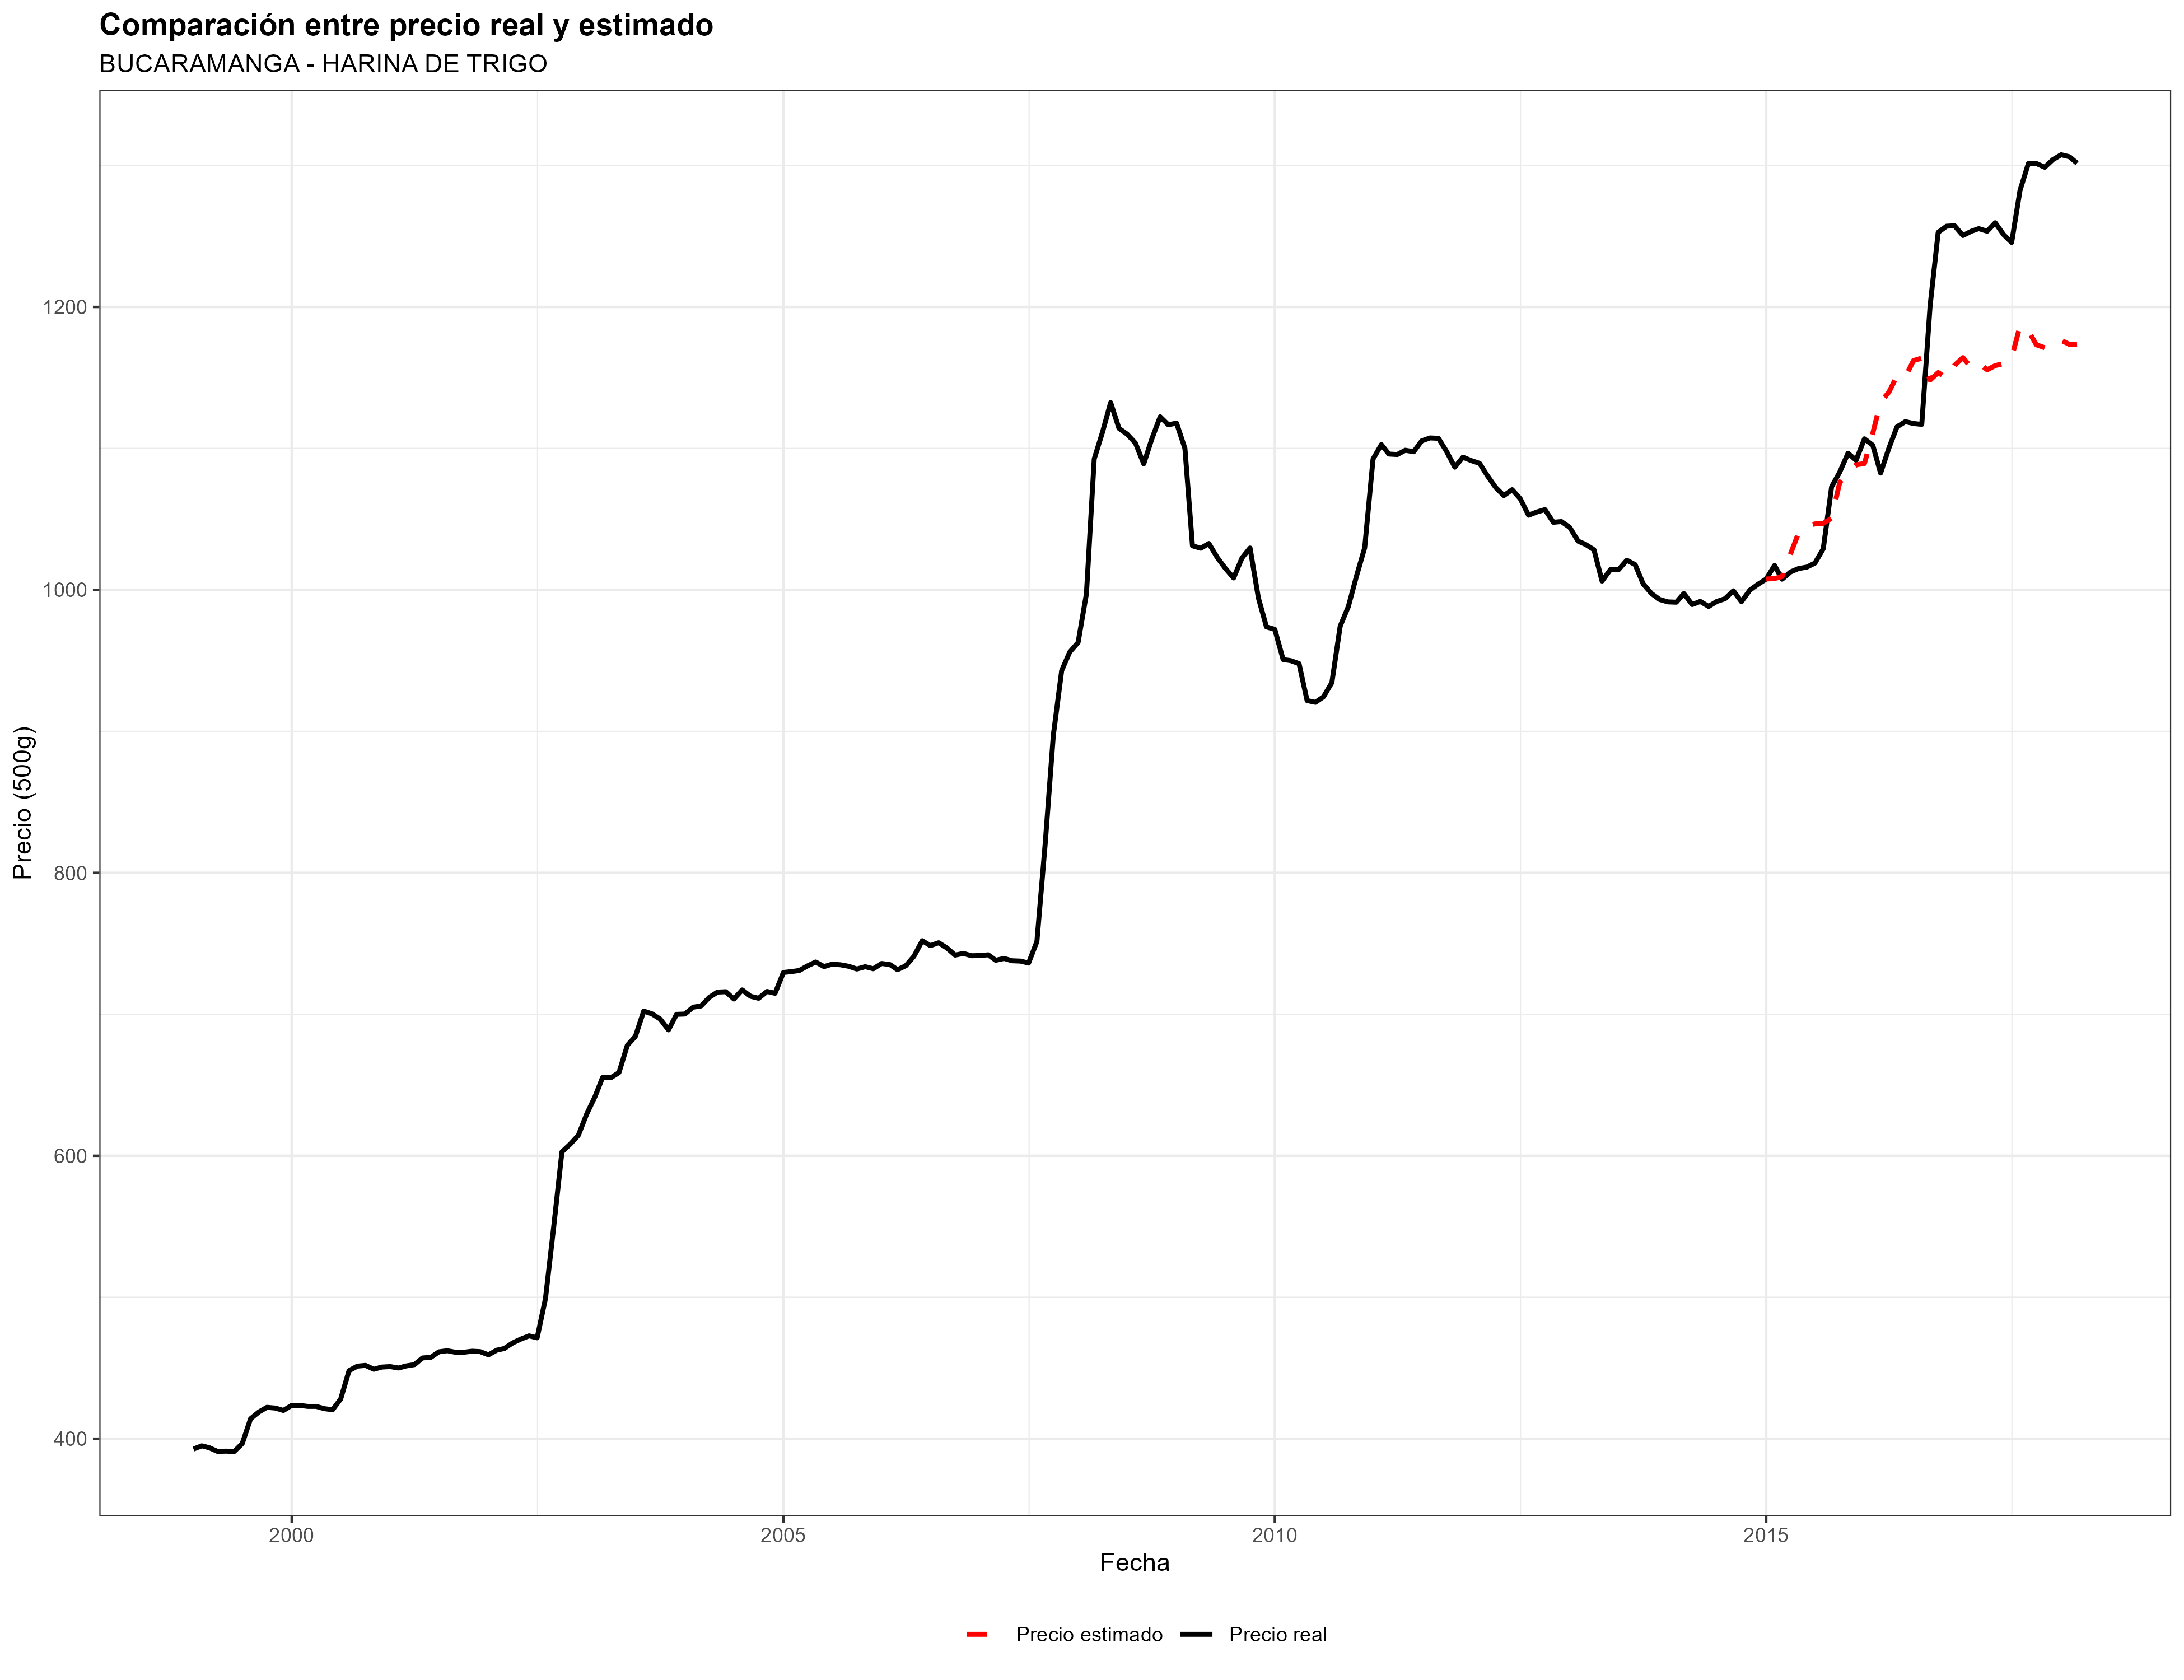 Comparación entre precio real y estimado
BUCARAMANGA - HARINA DE TRIGO
Precio (500g)
1200
1000
800
600
400
2000 2005 2010 2015
Fecha
Precio estimado Precio real